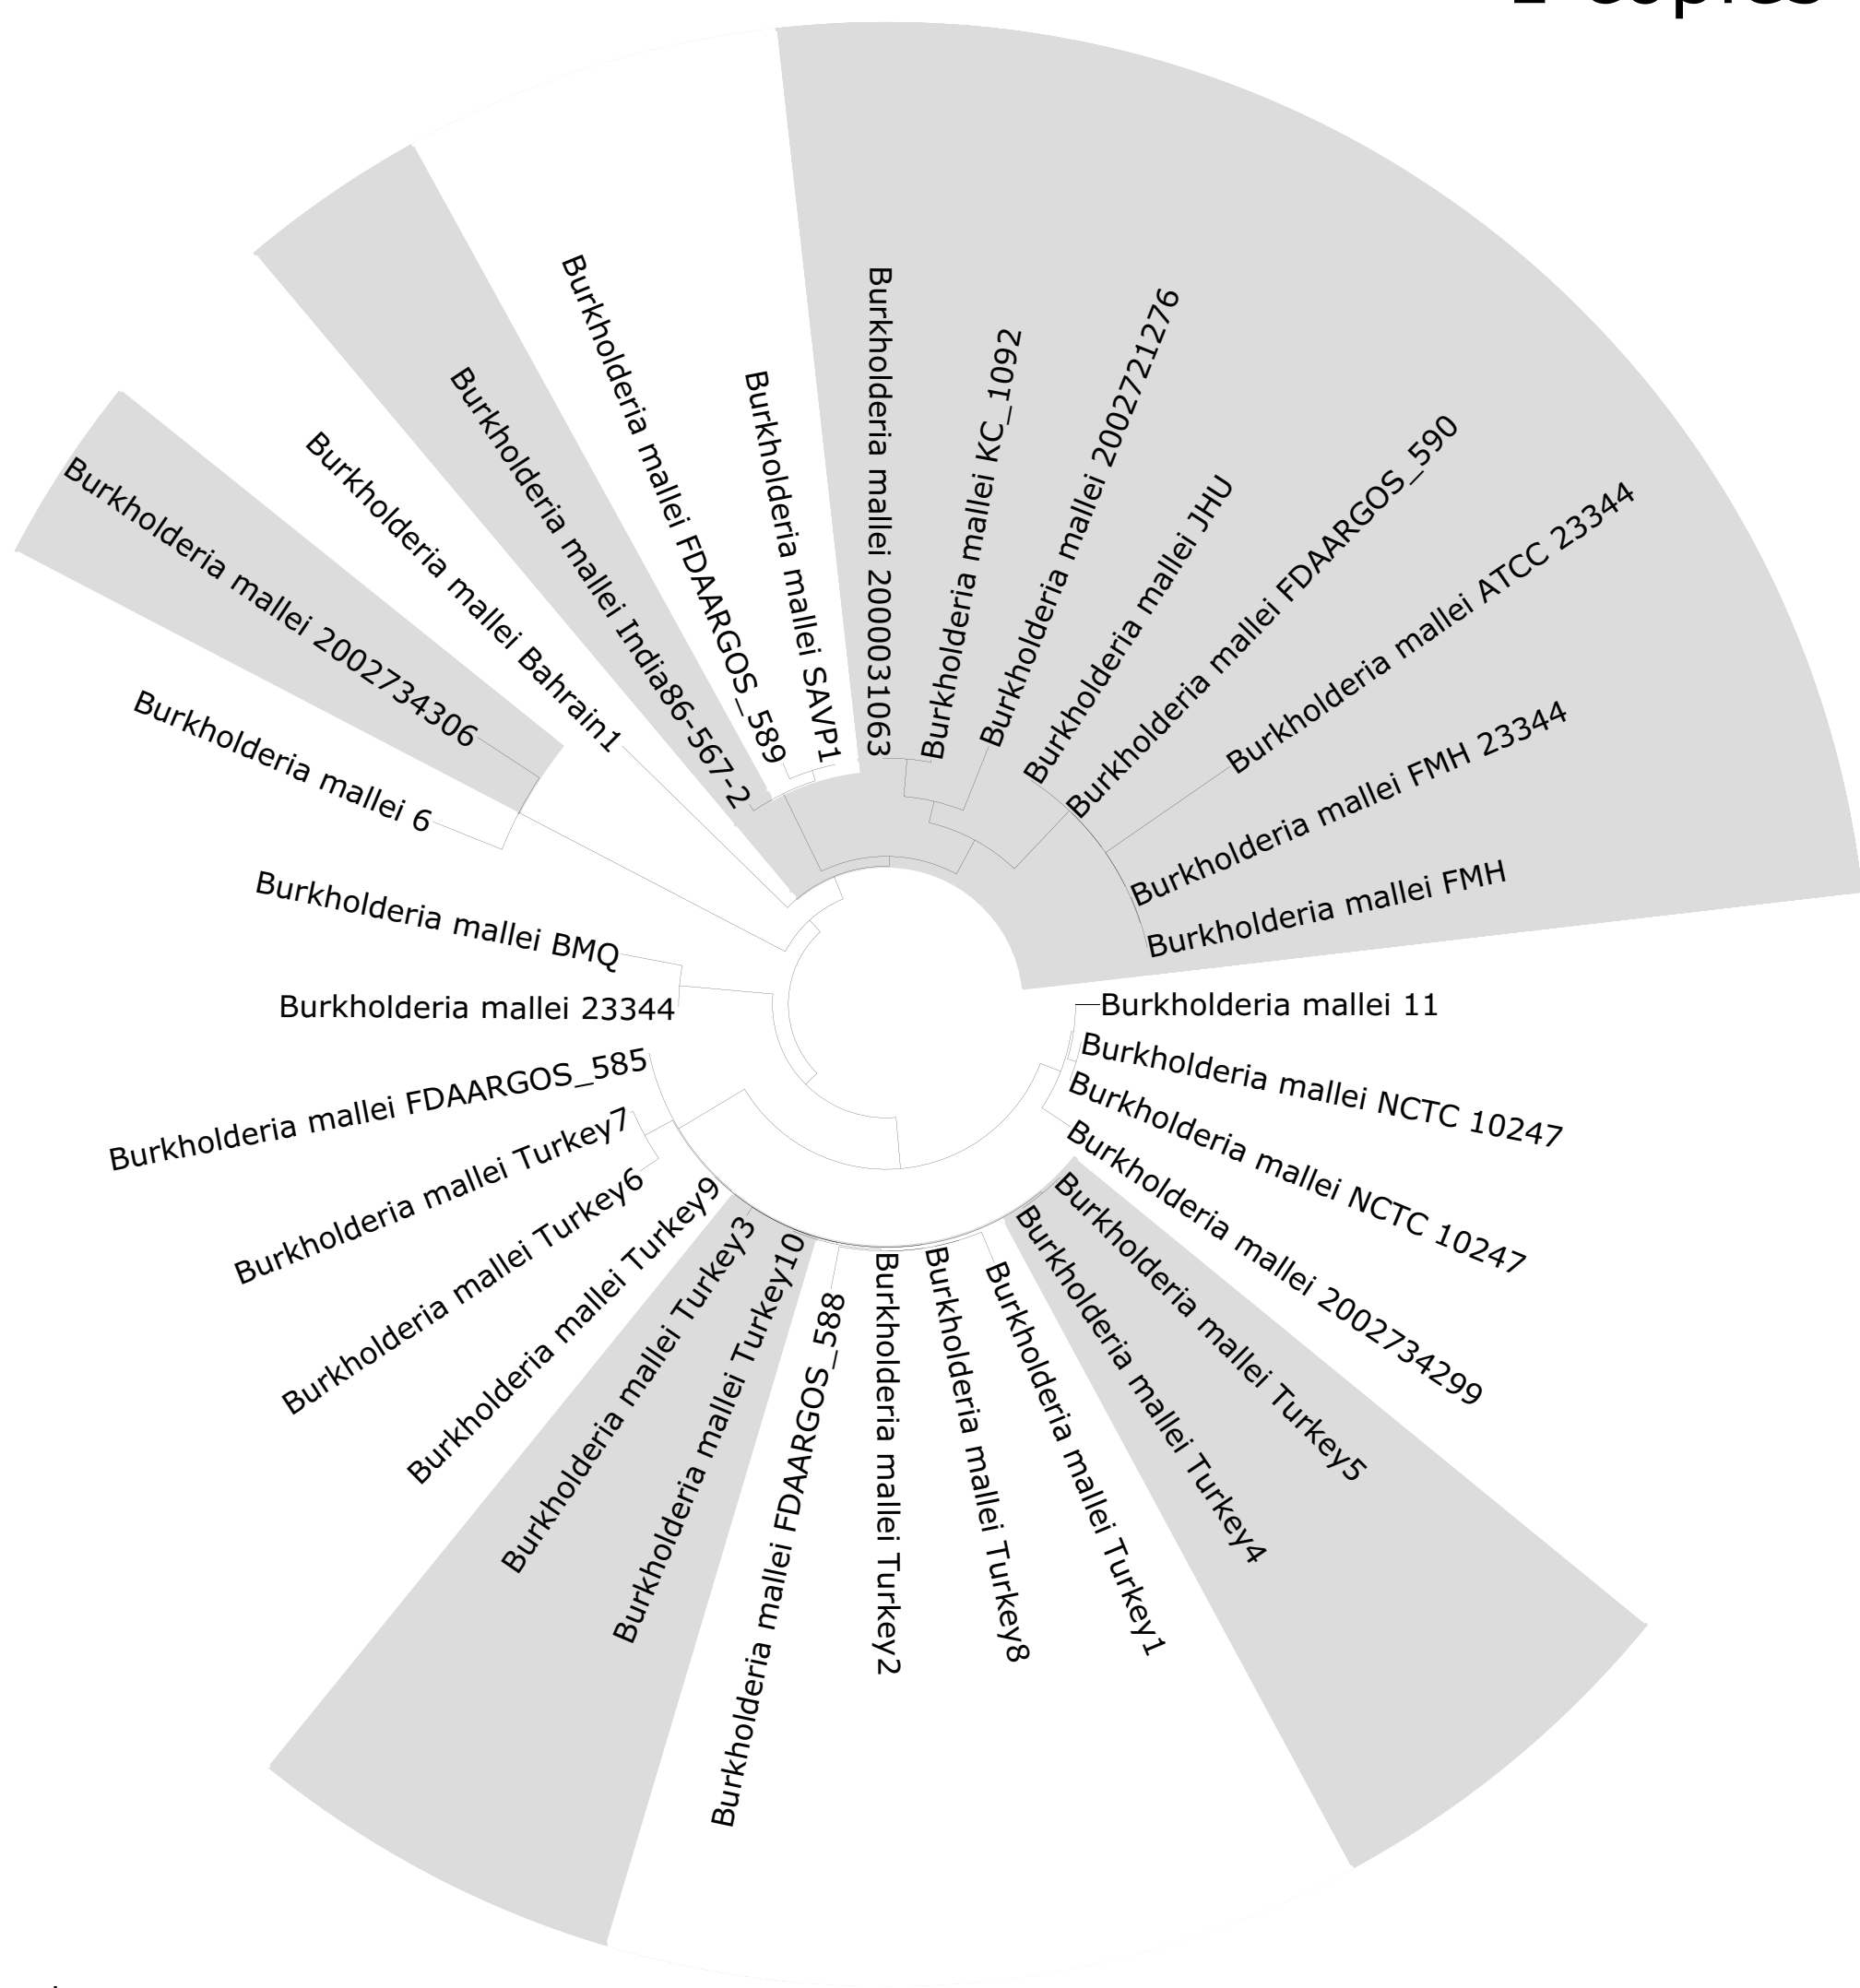 Burkholderia mallei 2000031063
Burkholderia mallei KC_1092
Burkholderia mallei 2002721276
Burkholderia mallei JHU
Burkholderia mallei FDAARGOS_590
Burkholderia mallei ATCC 23344
Burkholderia mallei FMH 23344
Burkholderia mallei FMH
Burkholderia mallei 11
Burkholderia mallei NCTC 10247
Burkholderia mallei NCTC 10247
Burkholderia mallei 2002734299
Burkholderia mallei Turkey5
Burkholderia mallei Turkey4
Burkholderia mallei Turkey1
Burkholderia mallei Turkey8
Burkholderia mallei Turkey2
Burkholderia mallei FDAARGOS_588
Burkholderia mallei Turkey10
Burkholderia mallei Turkey3
Burkholderia mallei Turkey9
Burkholderia mallei Turkey6
Burkholderia mallei Turkey7
Burkholderia mallei FDAARGOS_585
Burkholderia mallei 23344
Burkholderia mallei BMQ
Burkholderia mallei 6
Burkholderia mallei 2002734306
Burkholderia mallei Bahrain1
Burkholderia mallei India86-567-2
Burkholderia mallei FDAARGOS_589
Burkholderia mallei SAVP1